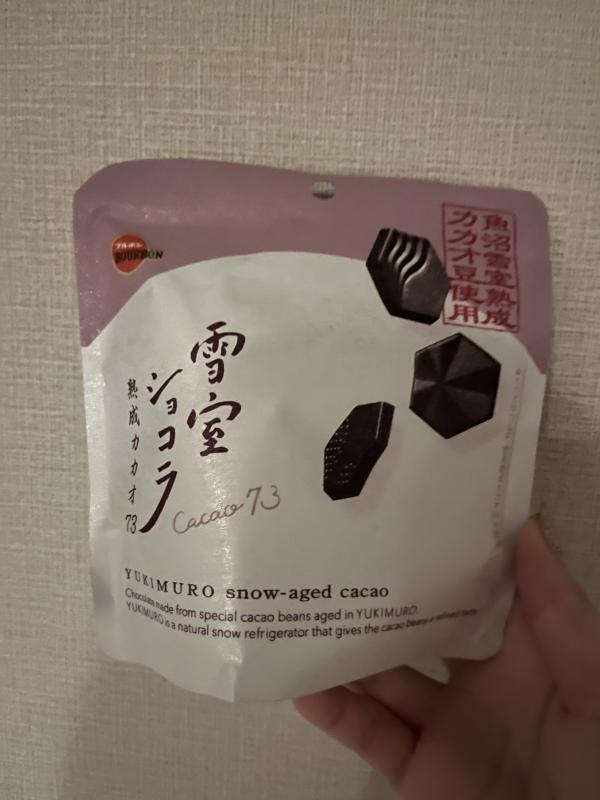 ブルボン
BOURBON
魚沼雪室熟成
カカオ豆使用
雪室
ショコラ
熟成カカオ73
Cacao 73
YUKIMURO snow-aged cacao
Chocolate made from special cacao beans aged in YUKIMURO.
YUKIMURO is a natural snow refrigerator that gives the cacao beans a refined taste.